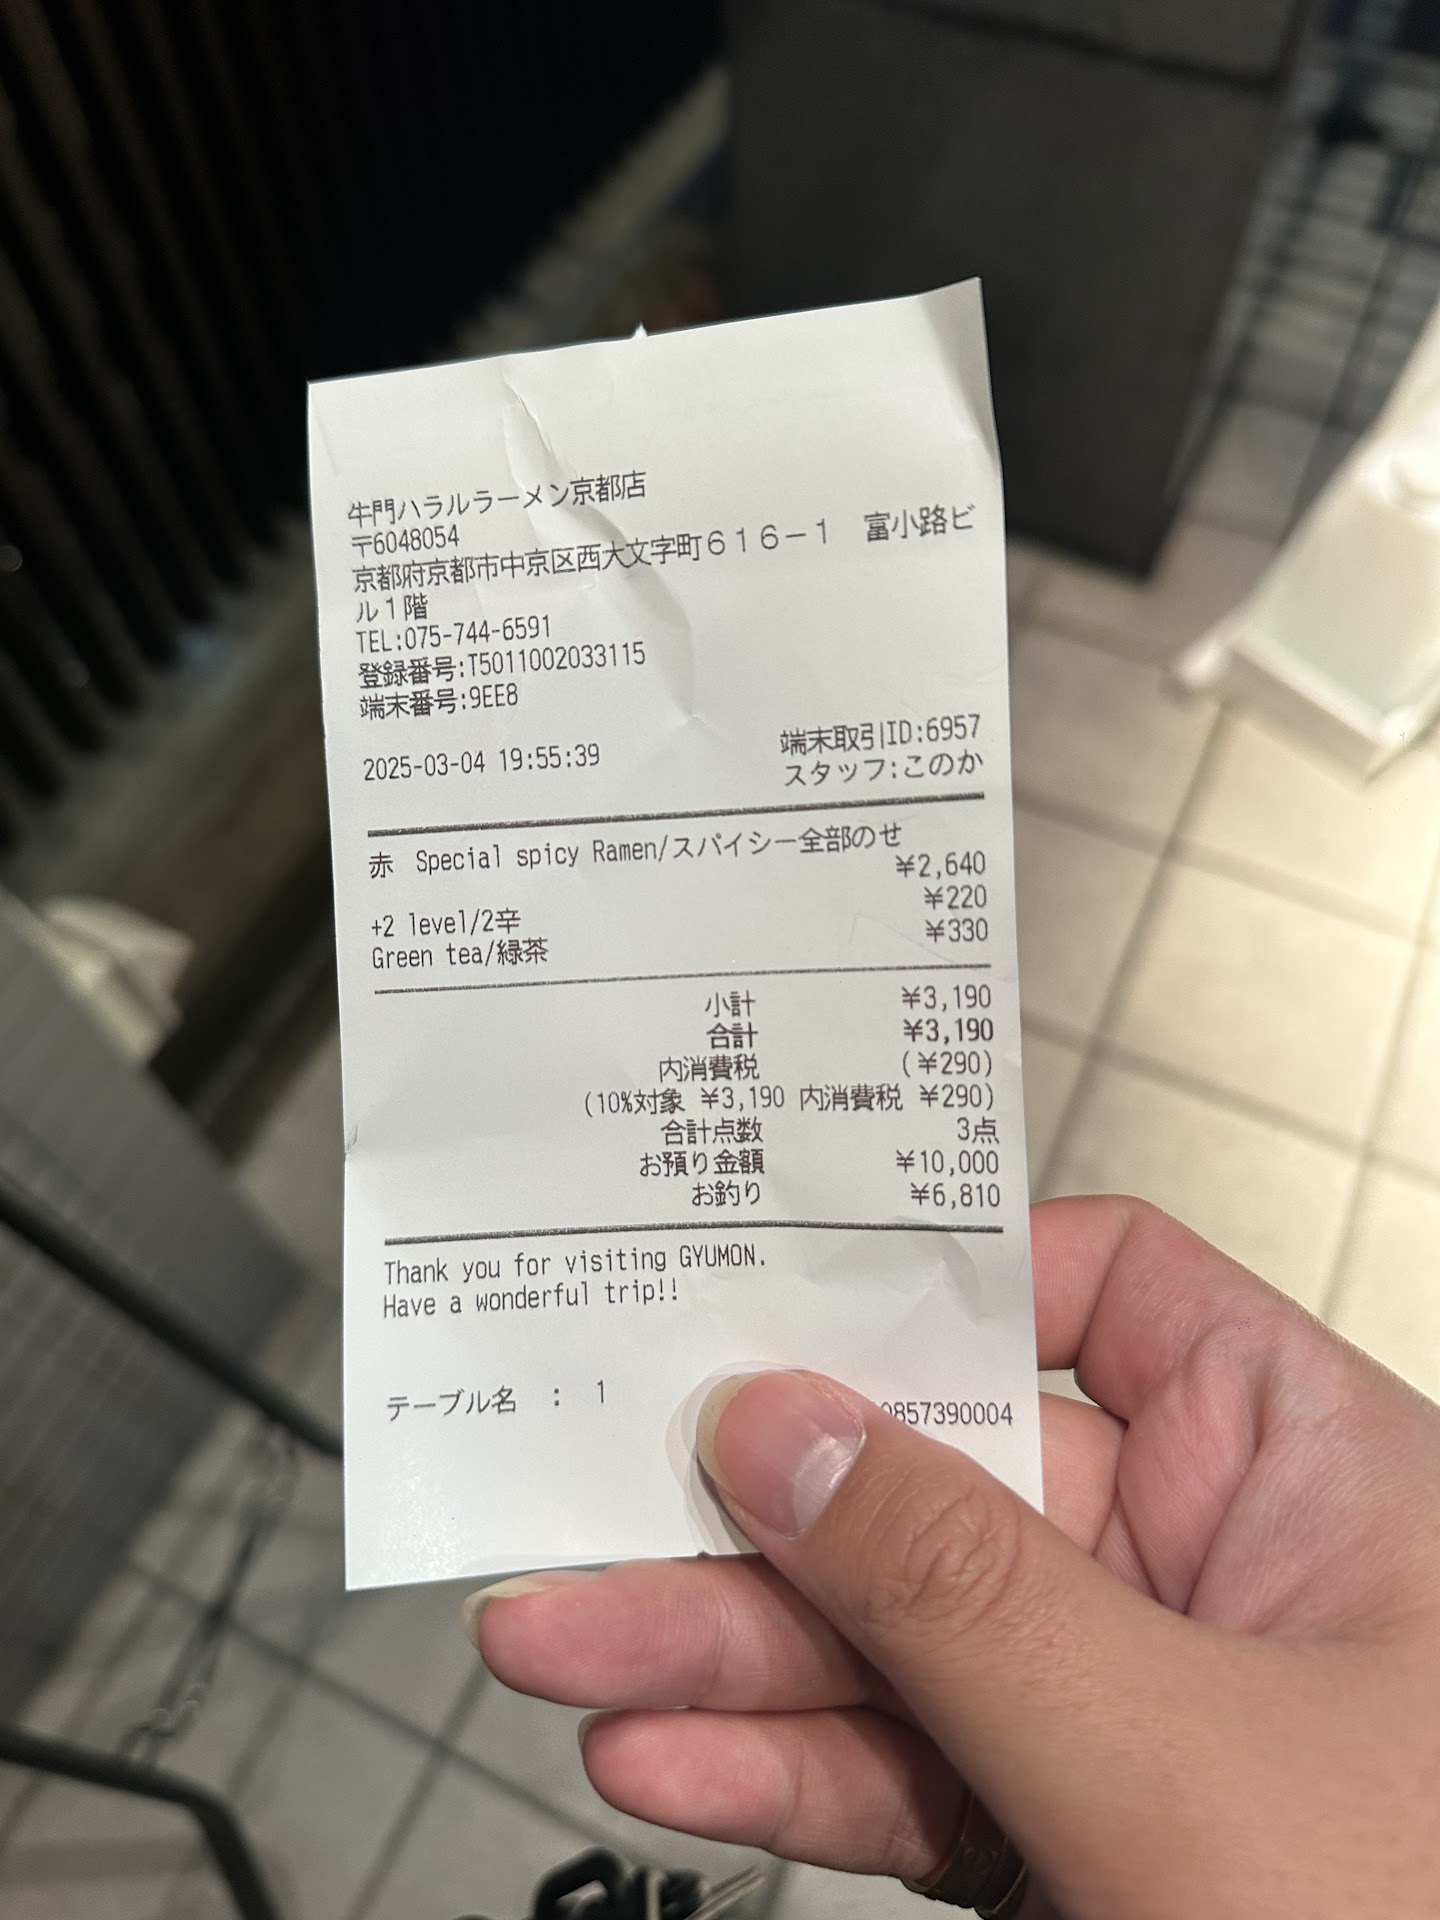 牛門ハラルラーメン京都店
〒6048054
京都府京都市中京区西大文字町６１６－１　富小路ビ
ル１階
TEL:075-744-6591
登録番号:T5011002033115
端末番号:9EE8
2025-03-04 19:55:39 端末取引ID:6957
スタッフ:このか
赤 Special spicy Ramen/スパイシー全部のせ
¥2,640
+2 level/2辛 ¥220
Green tea/緑茶 ¥330
小計 ¥3,190
合計 ¥3,190
内消費税 (¥290)
(10%対象 ¥3,190 内消費税 ¥290)
合計点数 3点
お預り金額 ¥10,000
お釣り ¥6,810
Thank you for visiting GYUMON.
Have a wonderful trip!!
テーブル名 : 1